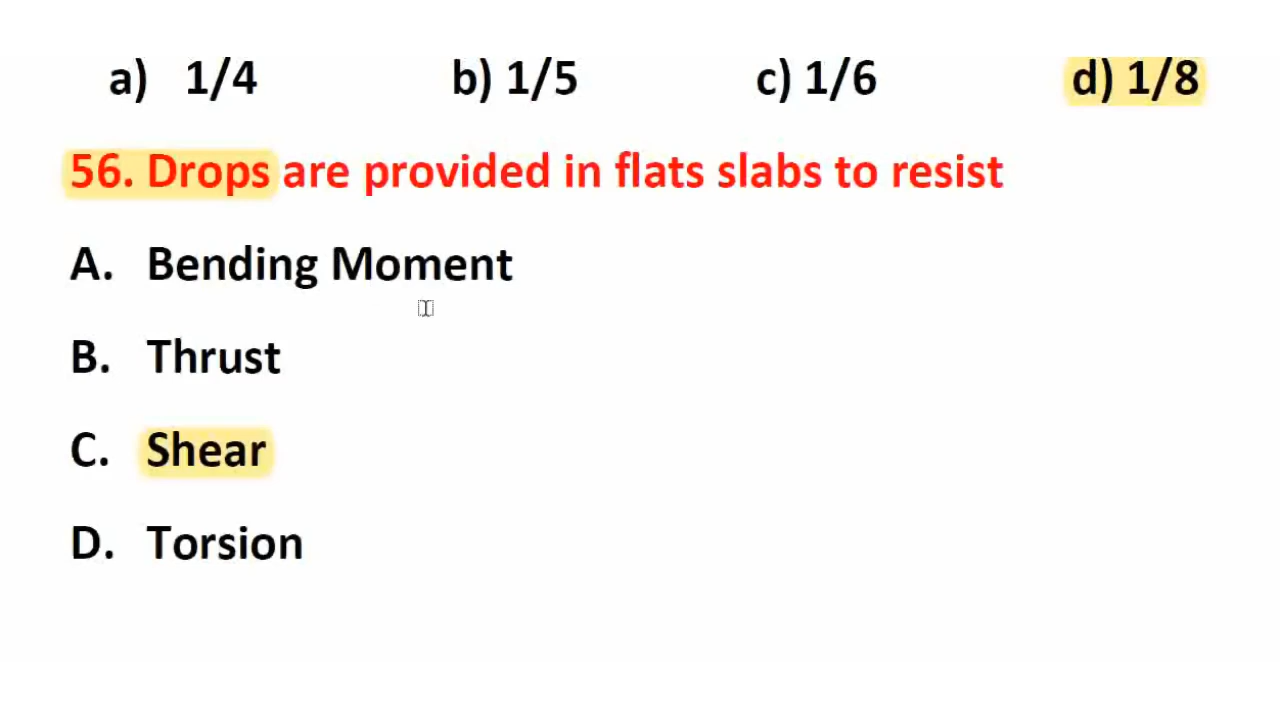 a) 1/4 b) 1/5 c) 1/6 d) 1/8
56. Drops are provided in flats slabs to resist
A. Bending Moment
B. Thrust
C. Shear
D. Torsion